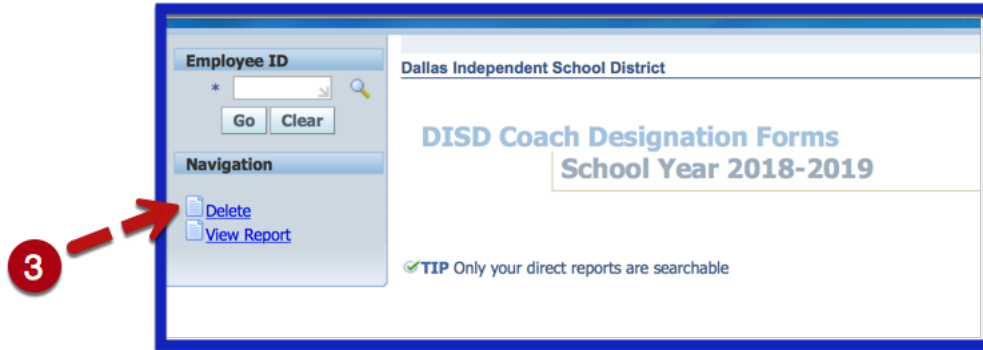 Employee ID
*
Go Clear
Navigation
Delete
View Report
3
Dallas Independent School District
DISD Coach Designation Forms
School Year 2018-2019
TIP Only your direct reports are searchable